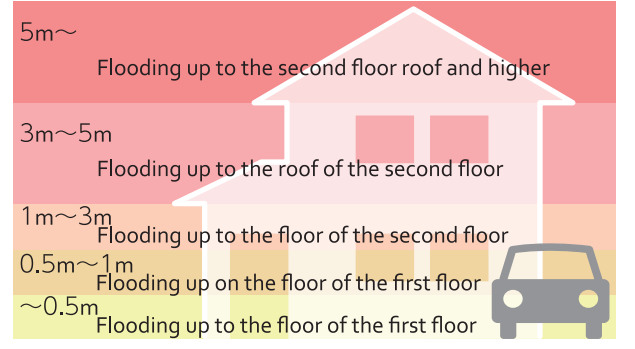 5m～
Flooding up to the second floor roof and higher
3m～5m
Flooding up to the roof of the second floor
1m～3m
Flooding up to the floor of the second floor
0.5m～1m
Flooding up on the floor of the first floor
～0.5m
Flooding up to the floor of the first floor